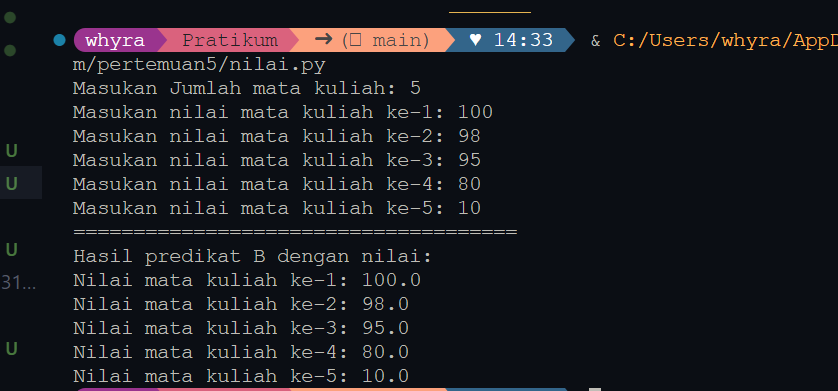 whyra Pratikum ➜ (▯ main) ♥ 14:33 & C:/Users/whyra/AppD
m/pertemuan5/nilai.py
Masukan Jumlah mata kuliah: 5
Masukan nilai mata kuliah ke-1: 100
Masukan nilai mata kuliah ke-2: 98
U Masukan nilai mata kuliah ke-3: 95
U Masukan nilai mata kuliah ke-4: 80
Masukan nilai mata kuliah ke-5: 10
=====================================
U Hasil predikat B dengan nilai:
31... Nilai mata kuliah ke-1: 100.0
Nilai mata kuliah ke-2: 98.0
Nilai mata kuliah ke-3: 95.0
U Nilai mata kuliah ke-4: 80.0
Nilai mata kuliah ke-5: 10.0